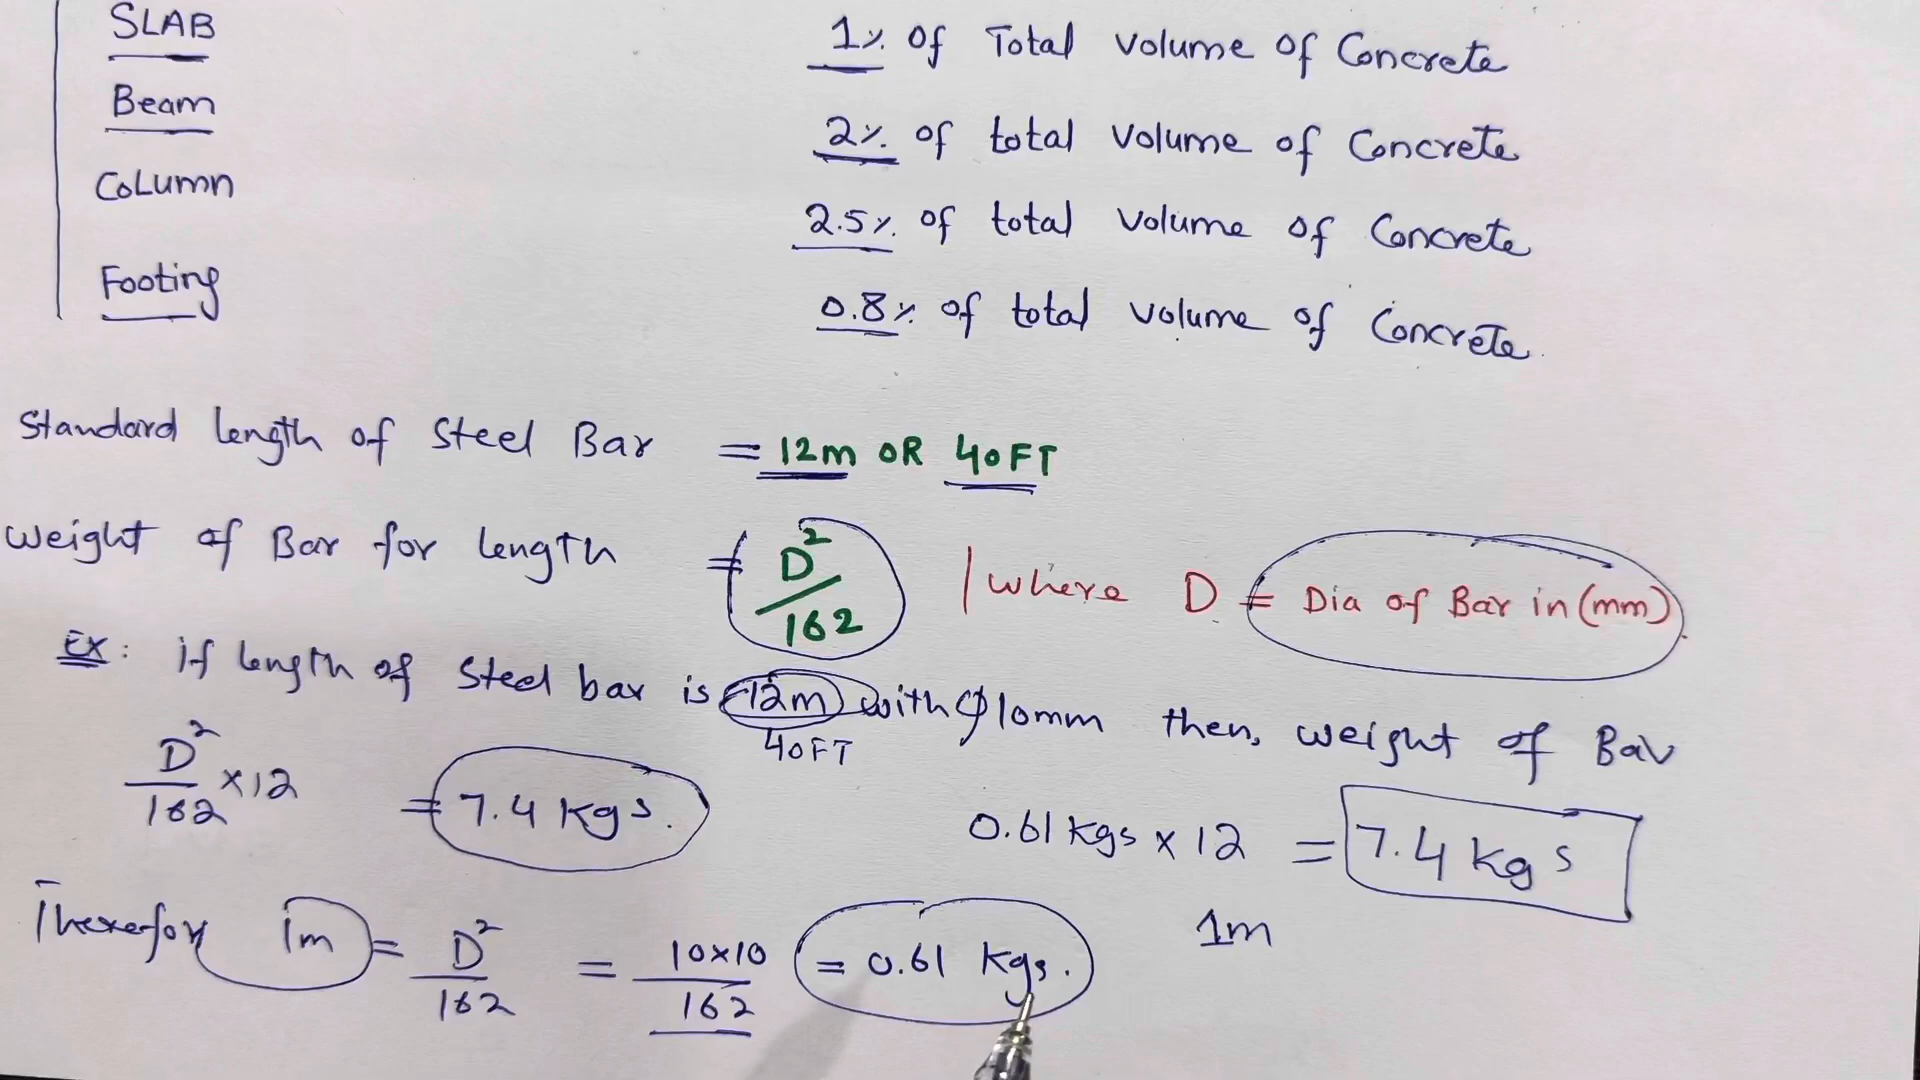 SLAB 1% of Total volume of Concrete
Beam 2% of total volume of Concrete
Column 2.5% of total volume of Concrete
Footing 0.8% of total volume of Concrete
Standard length of Steel Bar = 12m OR 40FT
Weight of Bar for length = D²/162 | where D = Dia of Bar in (mm)
Ex: if length of Steel bar is 12m with ϕ10mm then, weight of Bar
40FT
D²/162 ×12 = 7.4 Kgs. 0.61 Kgs × 12 = 7.4 Kgs
Therefor 1m = D²/162 = 10×10/162 = 0.61 Kgs. 1m